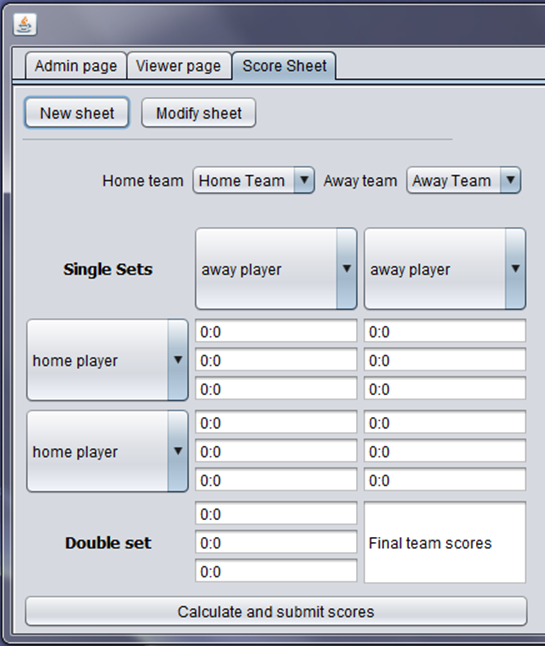 Admin page Viewer page Score Sheet
New sheet Modify sheet
Home team Home Team Away team Away Team
Single Sets away player away player
home player
0:0 0:0
0:0 0:0
0:0 0:0
home player
0:0 0:0
0:0 0:0
0:0 0:0
Double set
0:0
0:0
0:0
Final team scores
Calculate and submit scores